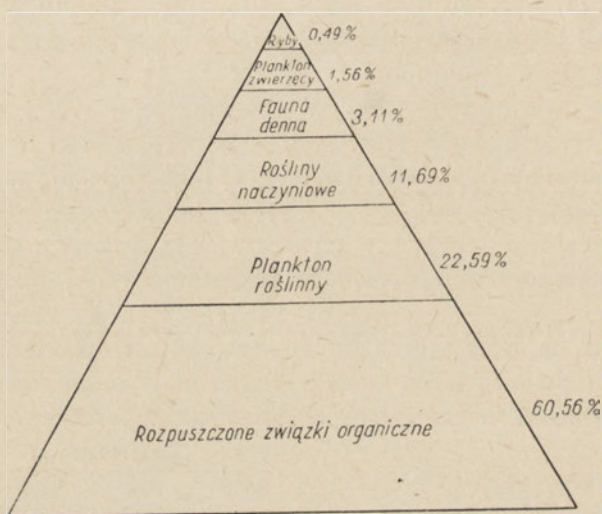 Ryby 0,49%
Plankton
zwierzęcy 1,56%
Fauna
denna 3,11%
Rośliny
naczyniowe 11,69%
Plankton
roślinny 22,59%
Rozpuszczone związki organiczne 60,56%